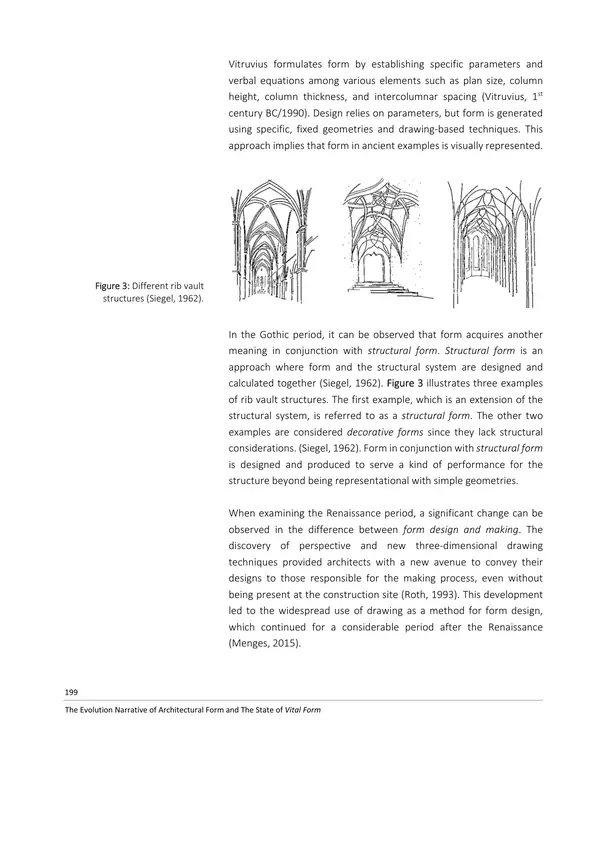 Vitruvius formulates form by establishing specific parameters and
verbal equations among various elements such as plan size, column
height, column thickness, and intercolumnar spacing (Vitruvius, 1st
century BC/1990). Design relies on parameters, but form is generated
using specific, fixed geometries and drawing-based techniques. This
approach implies that form in ancient examples is visually represented.
Figure 3: Different rib vault
structures (Siegel, 1962).
In the Gothic period, it can be observed that form acquires another
meaning in conjunction with structural form. Structural form is an
approach where form and the structural system are designed and
calculated together (Siegel, 1962). Figure 3 illustrates three examples
of rib vault structures. The first example, which is an extension of the
structural system, is referred to as a structural form. The other two
examples are considered decorative forms since they lack structural
considerations. (Siegel, 1962). Form in conjunction with structural form
is designed and produced to serve a kind of performance for the
structure beyond being representational with simple geometries.
When examining the Renaissance period, a significant change can be
observed in the difference between form design and making. The
discovery of perspective and new three-dimensional drawing
techniques provided architects with a new avenue to convey their
designs to those responsible for the making process, even without
being present at the construction site (Roth, 1993). This development
led to the widespread use of drawing as a method for form design,
which continued for a considerable period after the Renaissance
(Menges, 2015).
199
The Evolution Narrative of Architectural Form and The State of Vital Form